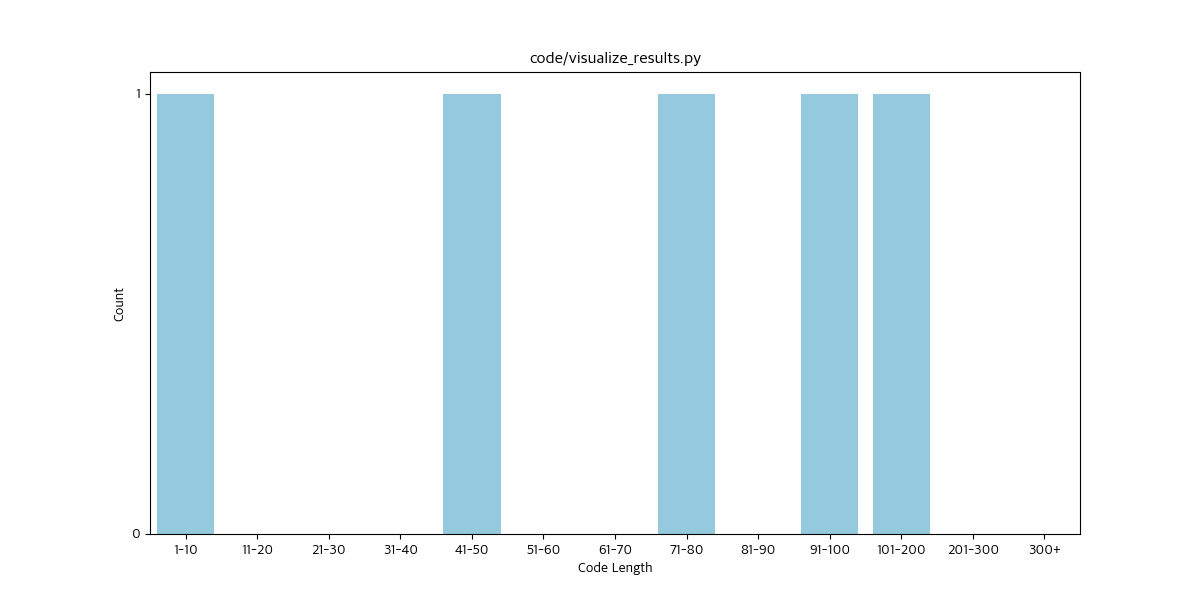 code/visualize_results.py
1
Count
0
1-10 11-20 21-30 31-40 41-50 51-60 61-70 71-80 81-90 91-100 101-200 201-300 300+
Code Length